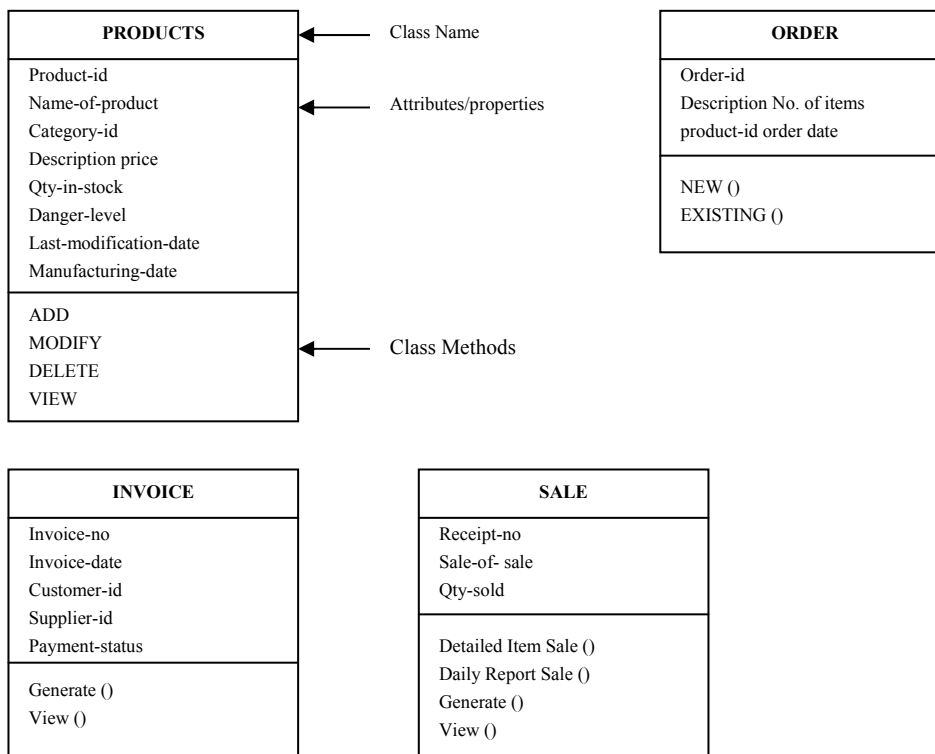 PRODUCTS
Product-id
Name-of-product
Category-id
Description price
Qty-in-stock
Danger-level
Last-modification-date
Manufacturing-date
ADD
MODIFY
DELETE
VIEW
Class Name
Attributes/properties
Class Methods
ORDER
Order-id
Description No. of items
product-id order date
NEW ()
EXISTING ()
INVOICE
Invoice-no
Invoice-date
Customer-id
Supplier-id
Payment-status
Generate ()
View ()
SALE
Receipt-no
Sale-of- sale
Qty-sold
Detailed Item Sale ()
Daily Report Sale ()
Generate ()
View ()